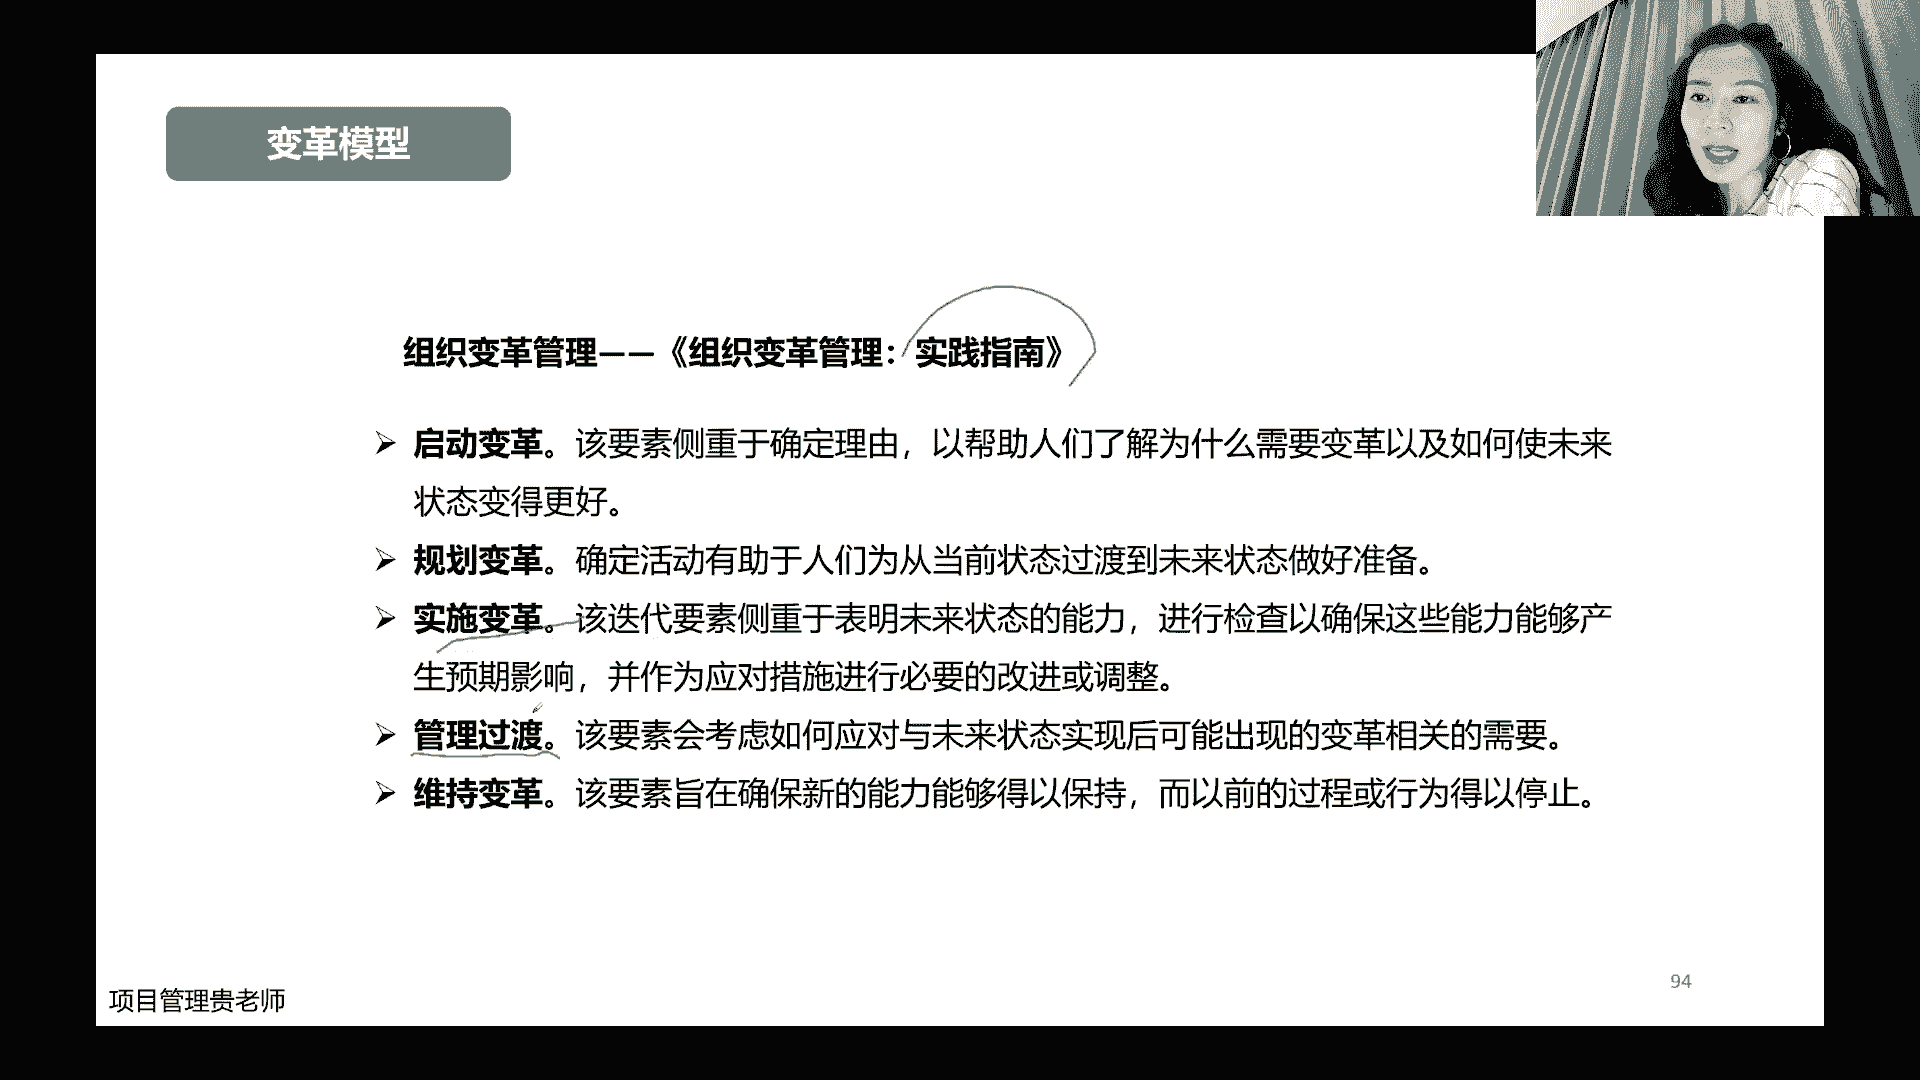 变革模型
组织变革管理——《组织变革管理：实践指南》
➢ 启动变革。该要素侧重于确定理由，以帮助人们了解为什么需要变革以及如何使未来
状态变得更好。
➢ 规划变革。确定活动有助于人们为从当前状态过渡到未来状态做好准备。
➢ 实施变革。该迭代要素侧重于表明未来状态的能力，进行检查以确保这些能力能够产
生预期影响，并作为应对措施进行必要的改进或调整。
➢ 管理过渡。该要素会考虑如何应对与未来状态实现后可能出现的变革相关的需要。
➢ 维持变革。该要素旨在确保新的能力能够得以保持，而以前的过程或行为得以停止。
94
项目管理贵老师